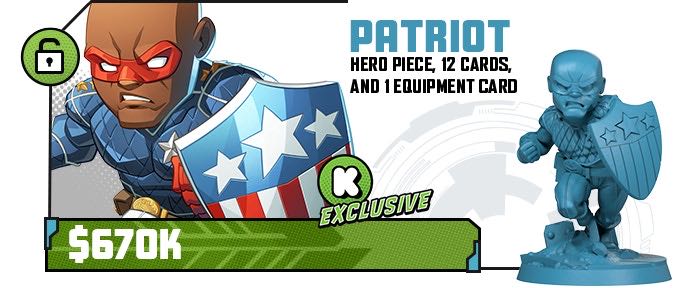 PATRIOT
HERO PIECE, 12 CARDS,
AND 1 EQUIPMENT CARD
K
EXCLUSIVE
$670K